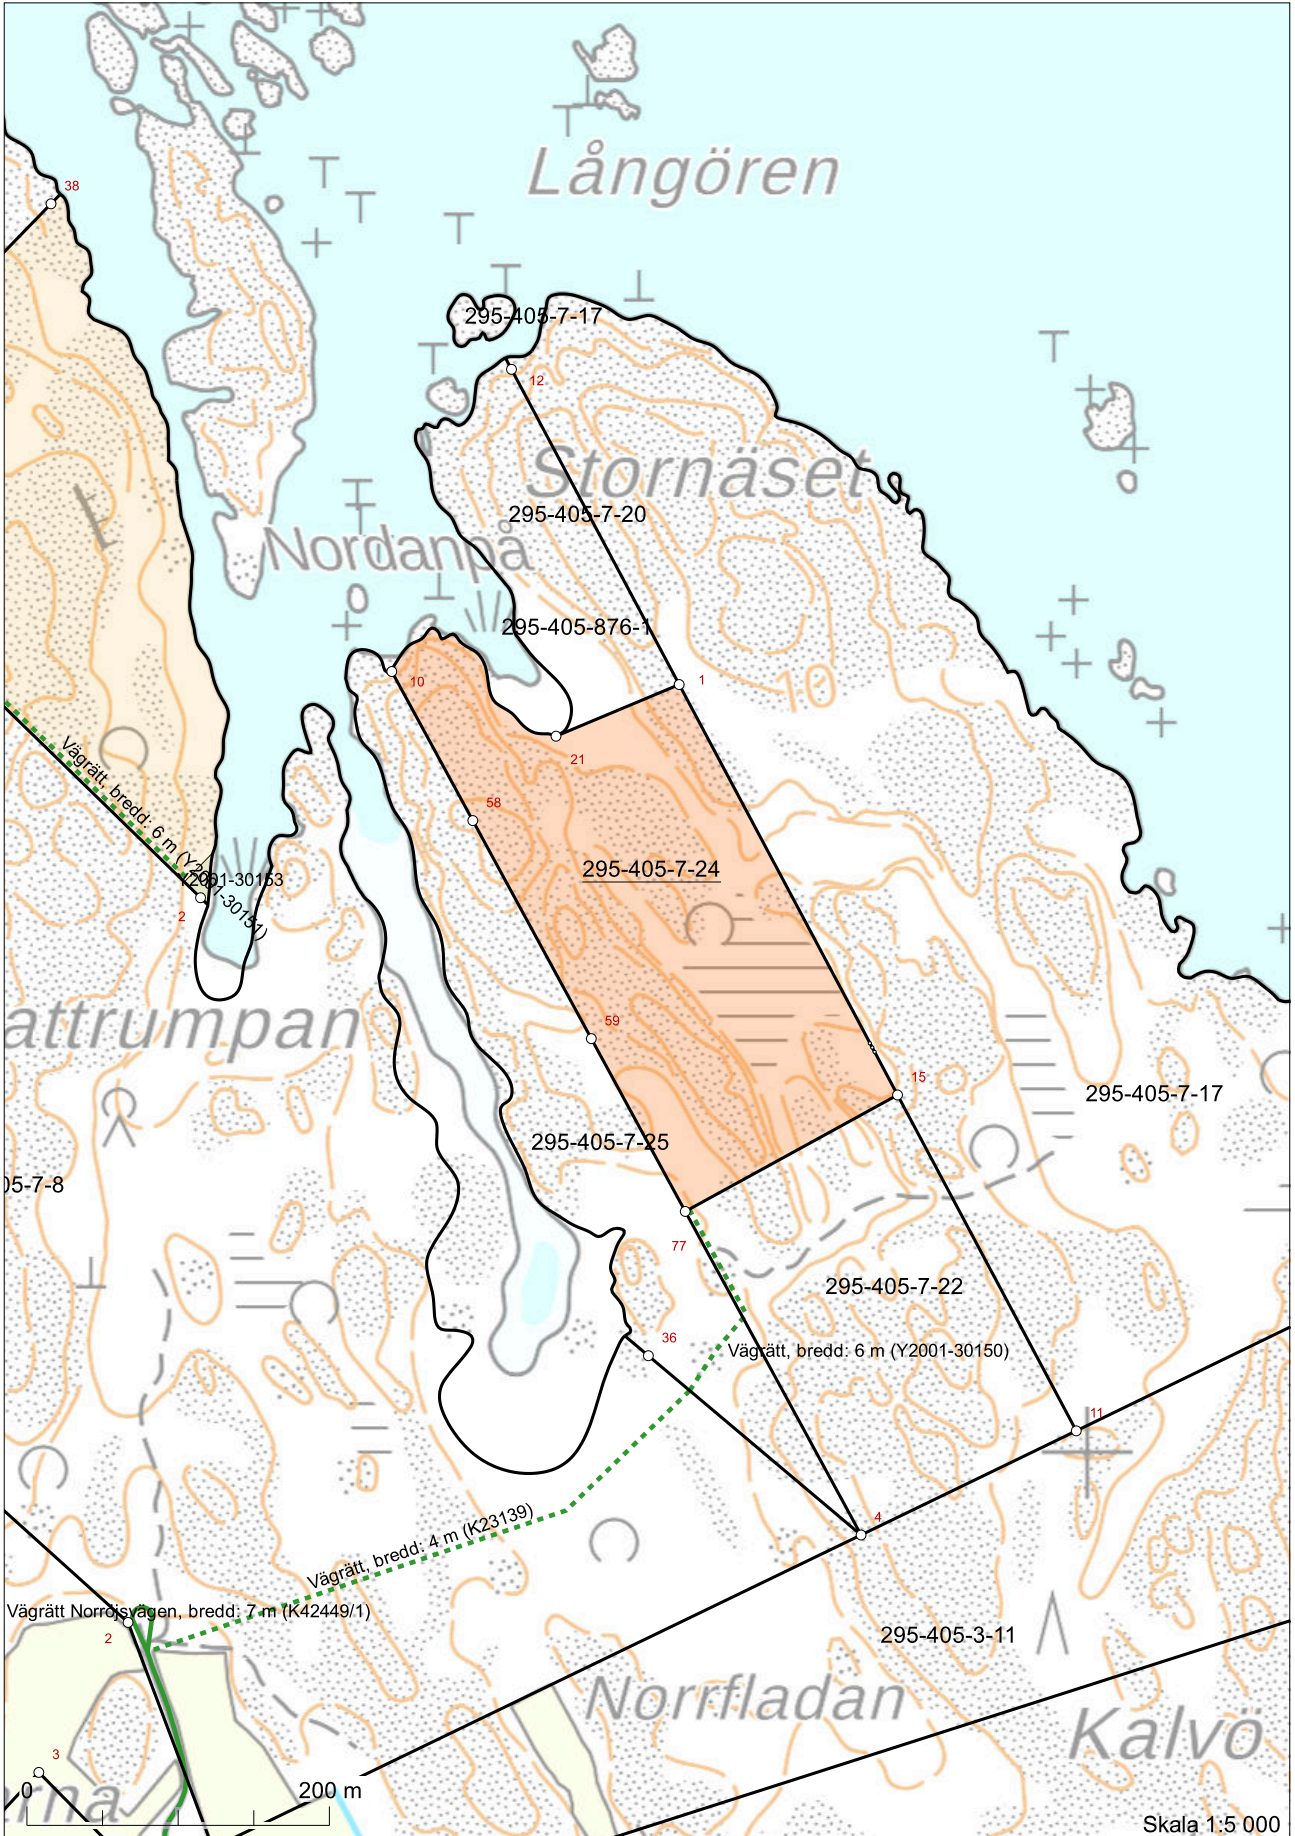 Långören
38
295-405-7-17
12
Stornäset
295-405-7-20
Nordanpå
295-405-876-1
10
1
10
21
58
Vägrätt, bredd: 6 m (Y2001-30151)
295-405-7-24
Y2001-30153
2
attrumpan
59
15
295-405-7-17
295-405-7-25
05-7-8
77
295-405-7-22
36
Vägrätt, bredd: 6 m (Y2001-30150)
11
4
Vägrätt, bredd: 4 m (K23139)
Vägrätt Norröjsvägen, bredd: 7 m (K42449/1)
2
295-405-3-11
Norrfladan
Kalvö
3
0 200 m
erna
Skala 1:5 000